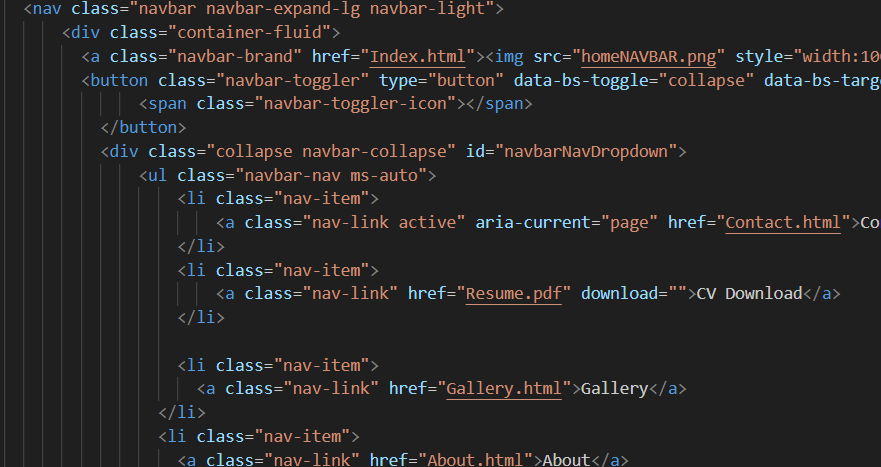 <nav class="navbar navbar-expand-lg navbar-light">
<div class="container-fluid">
<a class="navbar-brand" href="Index.html"><img src="homeNAVBAR.png" style="width:10
<button class="navbar-toggler" type="button" data-bs-toggle="collapse" data-bs-targ
<span class="navbar-toggler-icon"></span>
</button>
<div class="collapse navbar-collapse" id="navbarNavDropdown">
<ul class="navbar-nav ms-auto">
<li class="nav-item">
<a class="nav-link active" aria-current="page" href="Contact.html">Co
</li>
<li class="nav-item">
<a class="nav-link" href="Resume.pdf" download="">CV Download</a>
</li>
<li class="nav-item">
<a class="nav-link" href="Gallery.html">Gallery</a>
</li>
<li class="nav-item">
<a class="nav-link" href="About.html">About</a>